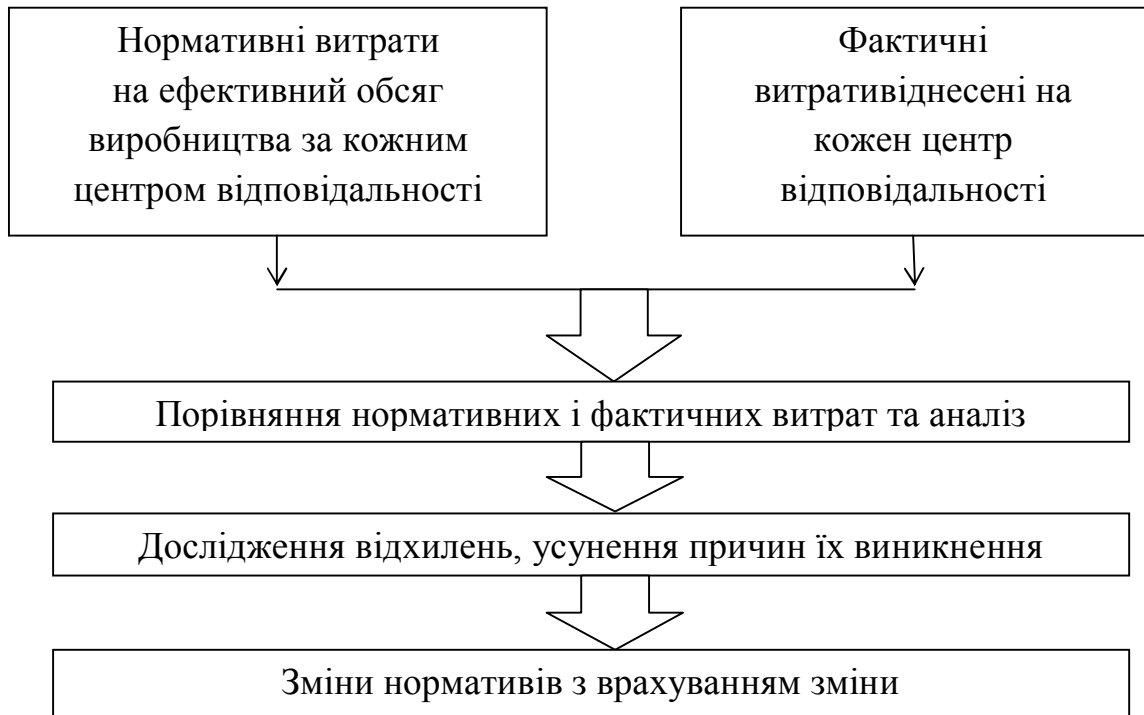 Нормативні витрати
на ефективний обсяг
виробництва за кожним
центром відповідальності
Фактичні
витративіднесені на
кожен центр
відповідальності
Порівняння нормативних і фактичних витрат та аналіз
Дослідження відхилень, усунення причин їх виникнення
Зміни нормативів з врахуванням зміни